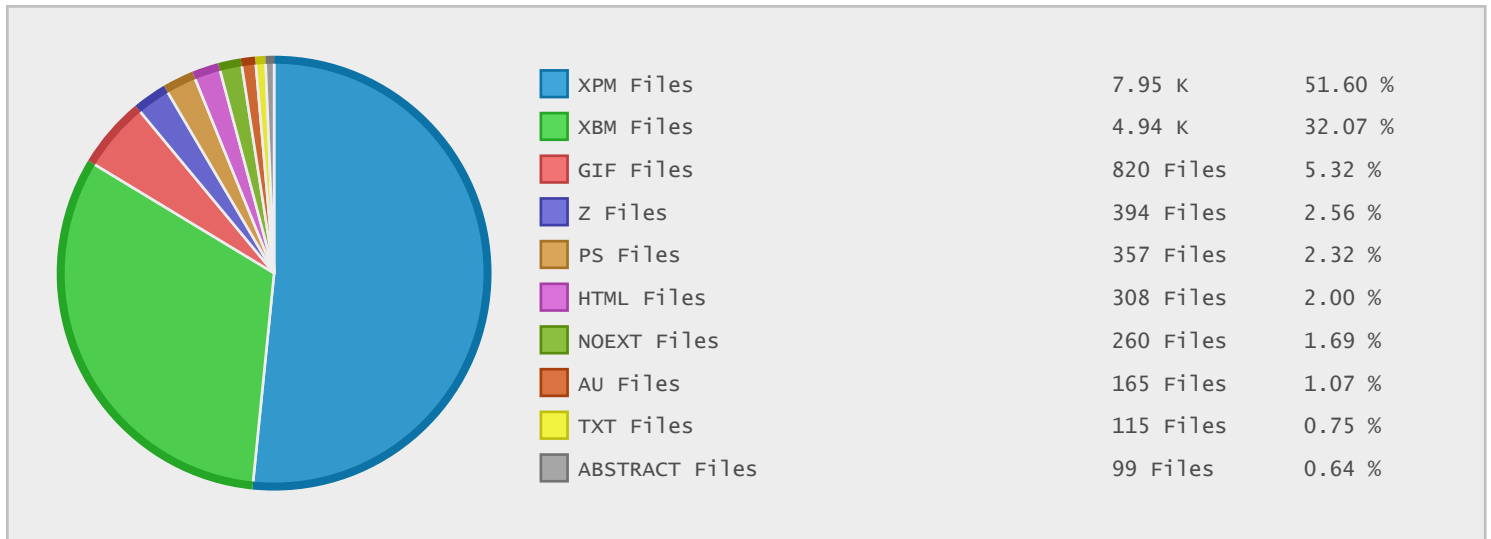 XPM Files 7.95 K 51.60 %
XBM Files 4.94 K 32.07 %
GIF Files 820 Files 5.32 %
Z Files 394 Files 2.56 %
PS Files 357 Files 2.32 %
HTML Files 308 Files 2.00 %
NOEXT Files 260 Files 1.69 %
AU Files 165 Files 1.07 %
TXT Files 115 Files 0.75 %
ABSTRACT Files 99 Files 0.64 %